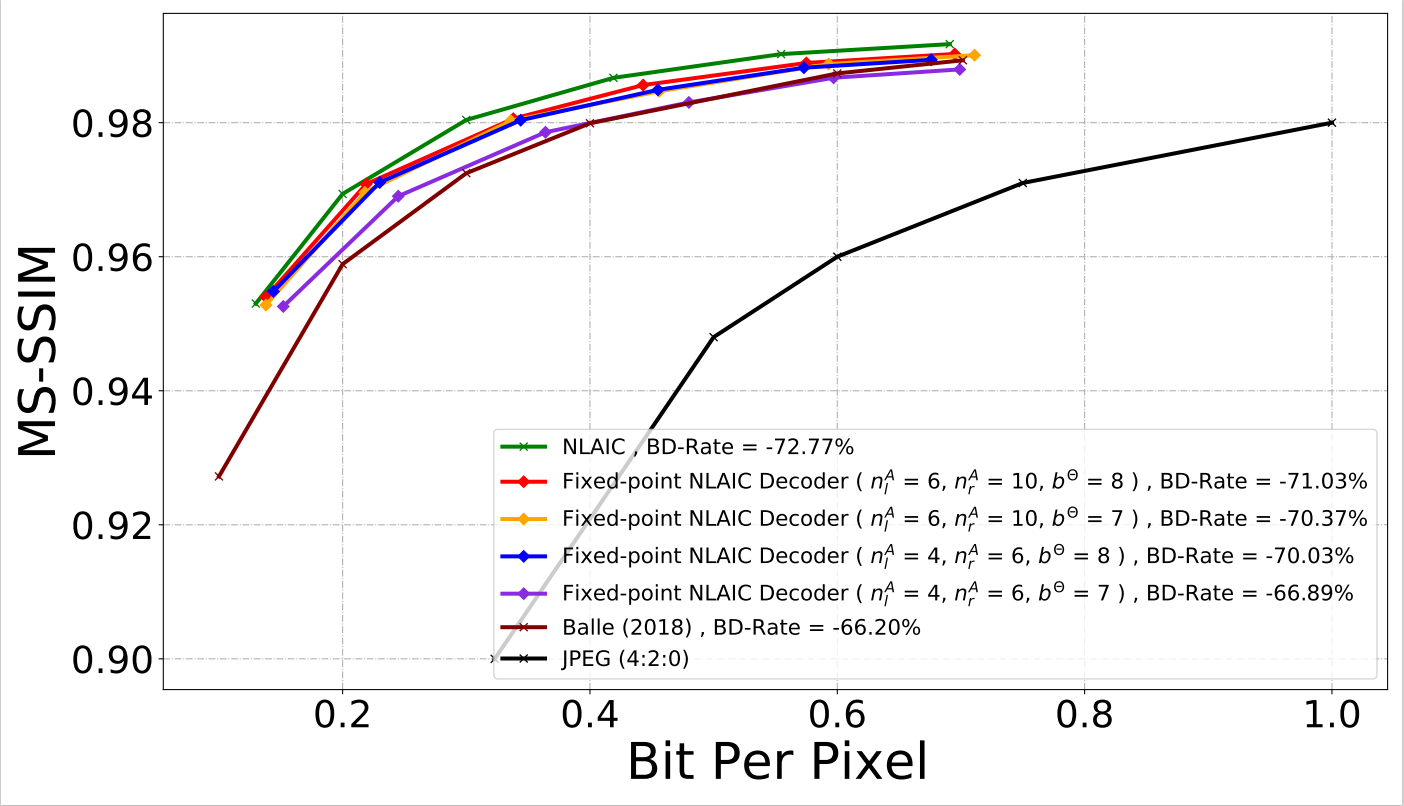 MS-SSIM
0.98
0.96
0.94
0.92
0.90
NLAIC , BD-Rate = -72.77%
Fixed-point NLAIC Decoder ( n_l^A = 6, n_r^A = 10, b^Θ = 8 ) , BD-Rate = -71.03%
Fixed-point NLAIC Decoder ( n_l^A = 6, n_r^A = 10, b^Θ = 7 ) , BD-Rate = -70.37%
Fixed-point NLAIC Decoder ( n_l^A = 4, n_r^A = 6, b^Θ = 8 ) , BD-Rate = -70.03%
Fixed-point NLAIC Decoder ( n_l^A = 4, n_r^A = 6, b^Θ = 7 ) , BD-Rate = -66.89%
Balle (2018) , BD-Rate = -66.20%
JPEG (4:2:0)
0.2 0.4 0.6 0.8 1.0
Bit Per Pixel